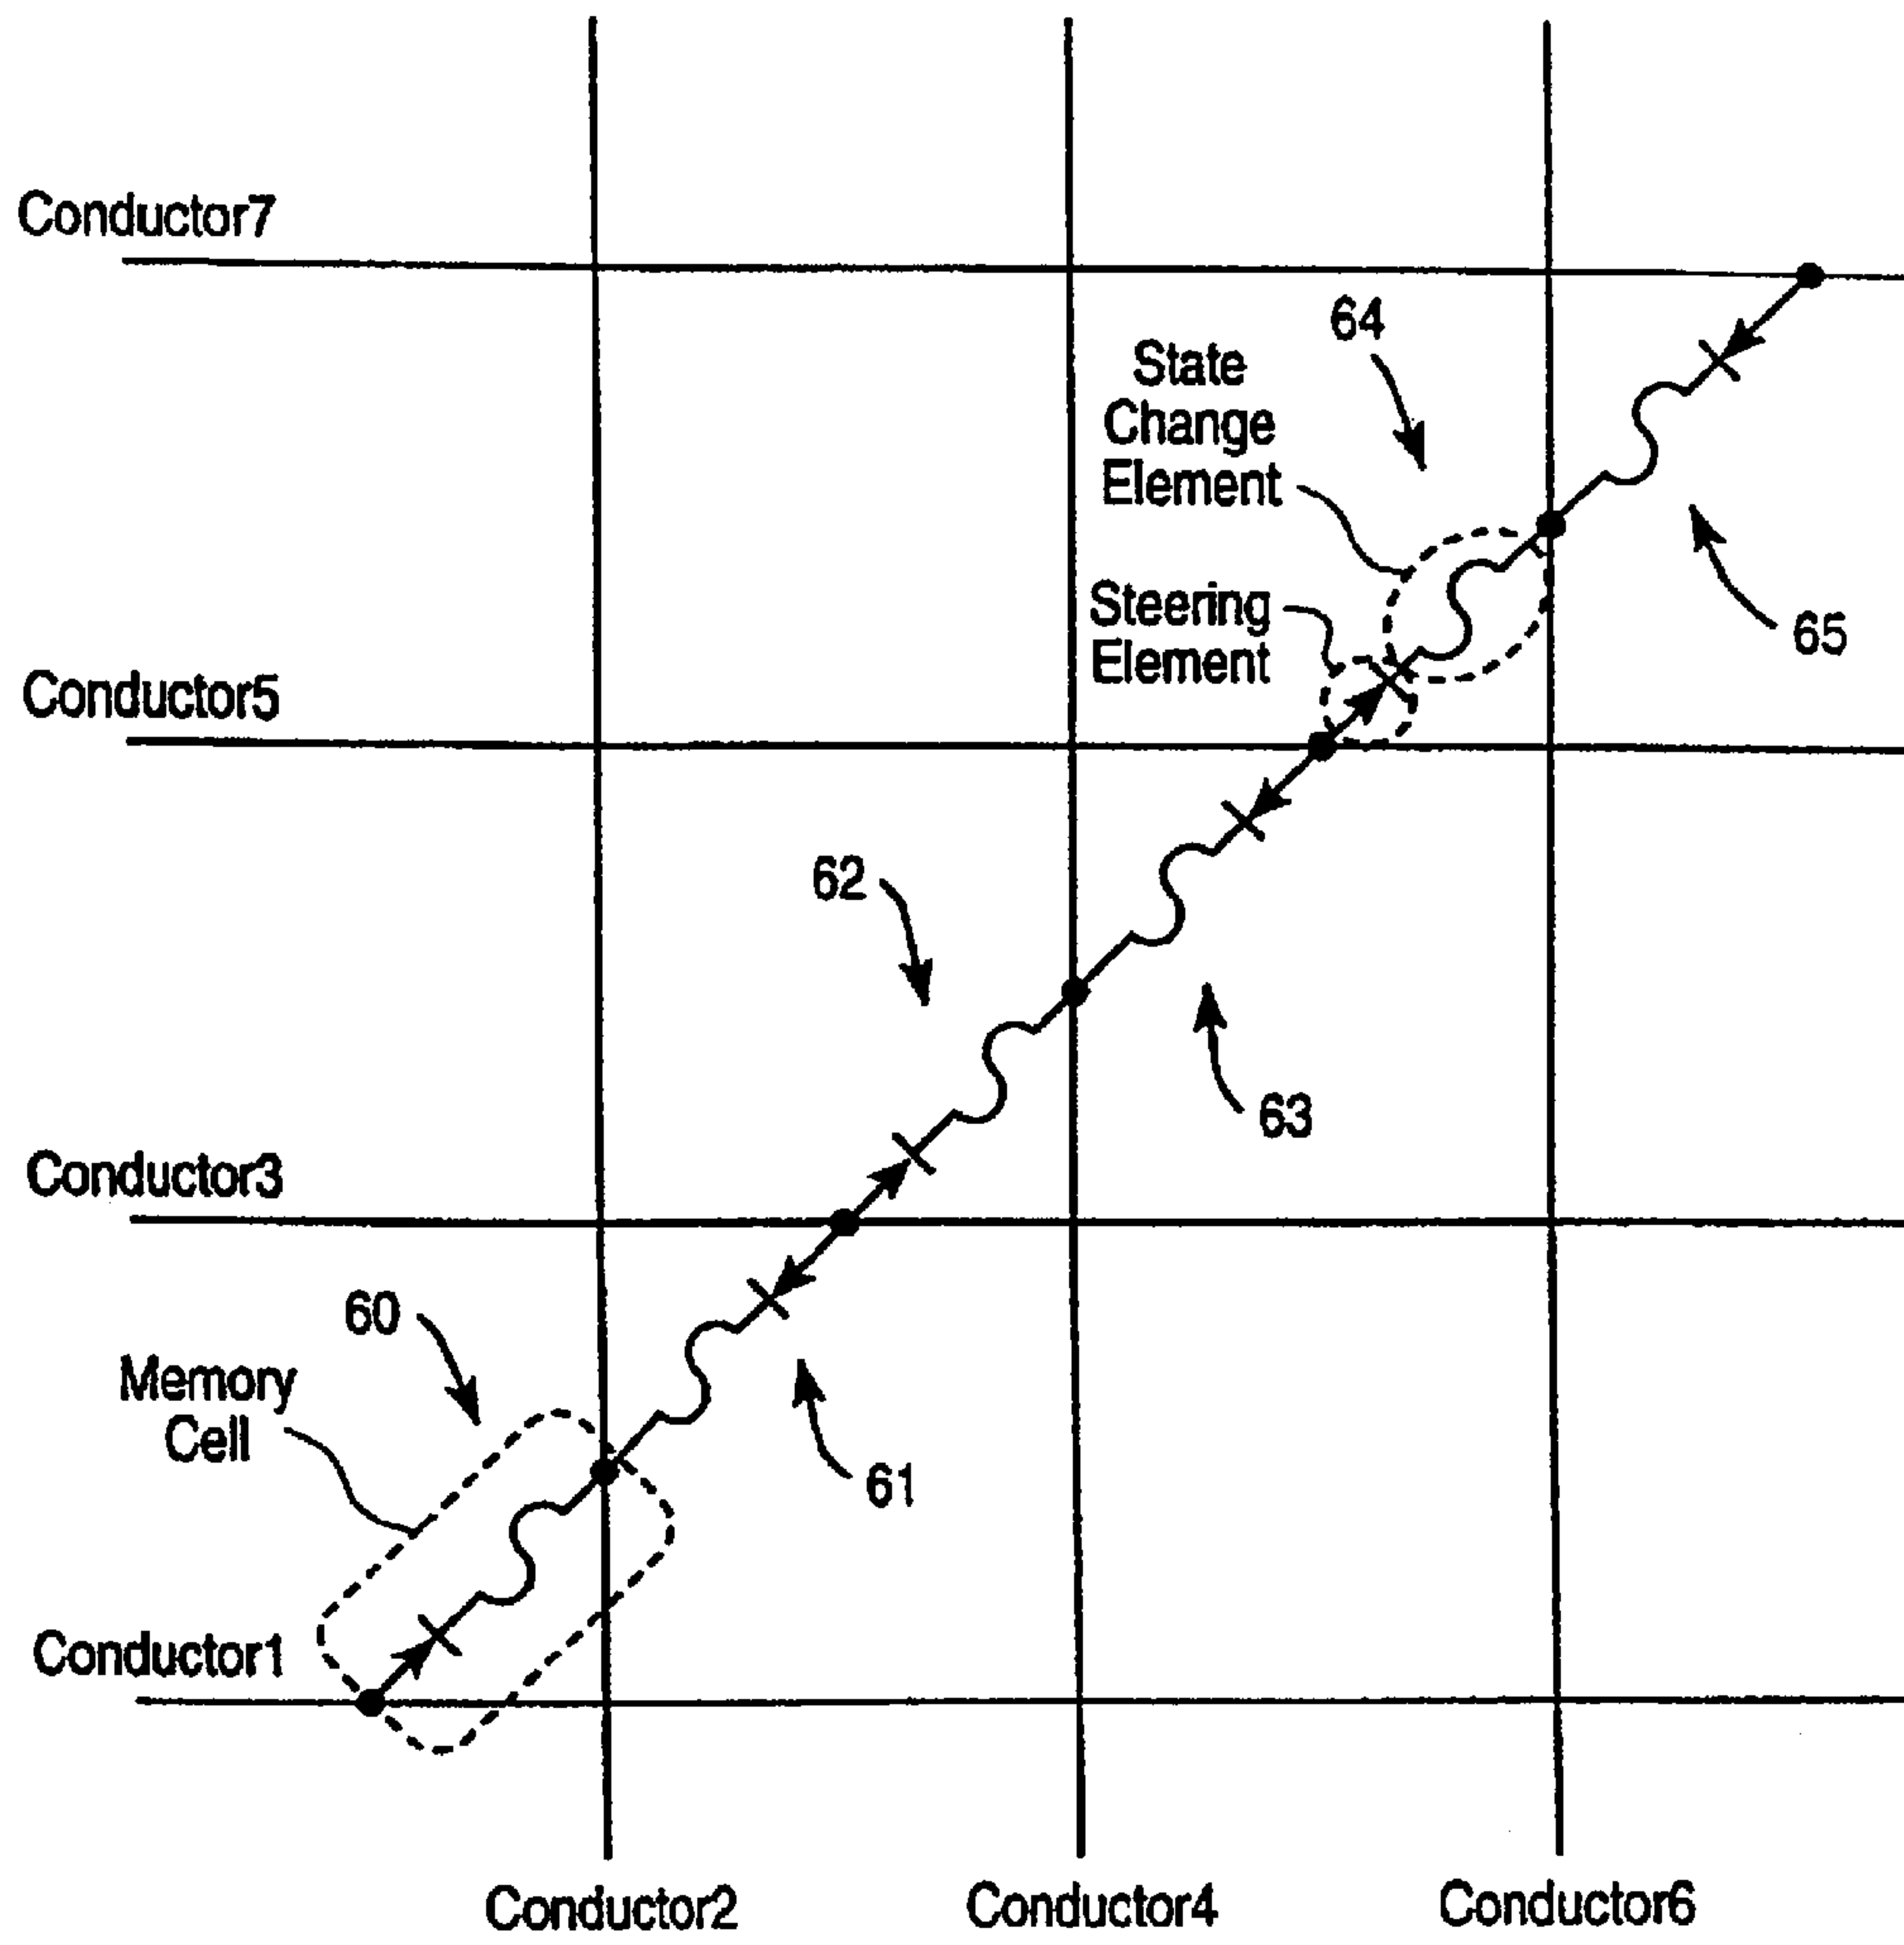 Conductor7
64
State
Change
Element
Steering
Element
65
Conductor5
62
63
Conductor3
60
Memory
Cell
61
Conductor1
Conductor2
Conductor4
Conductor6